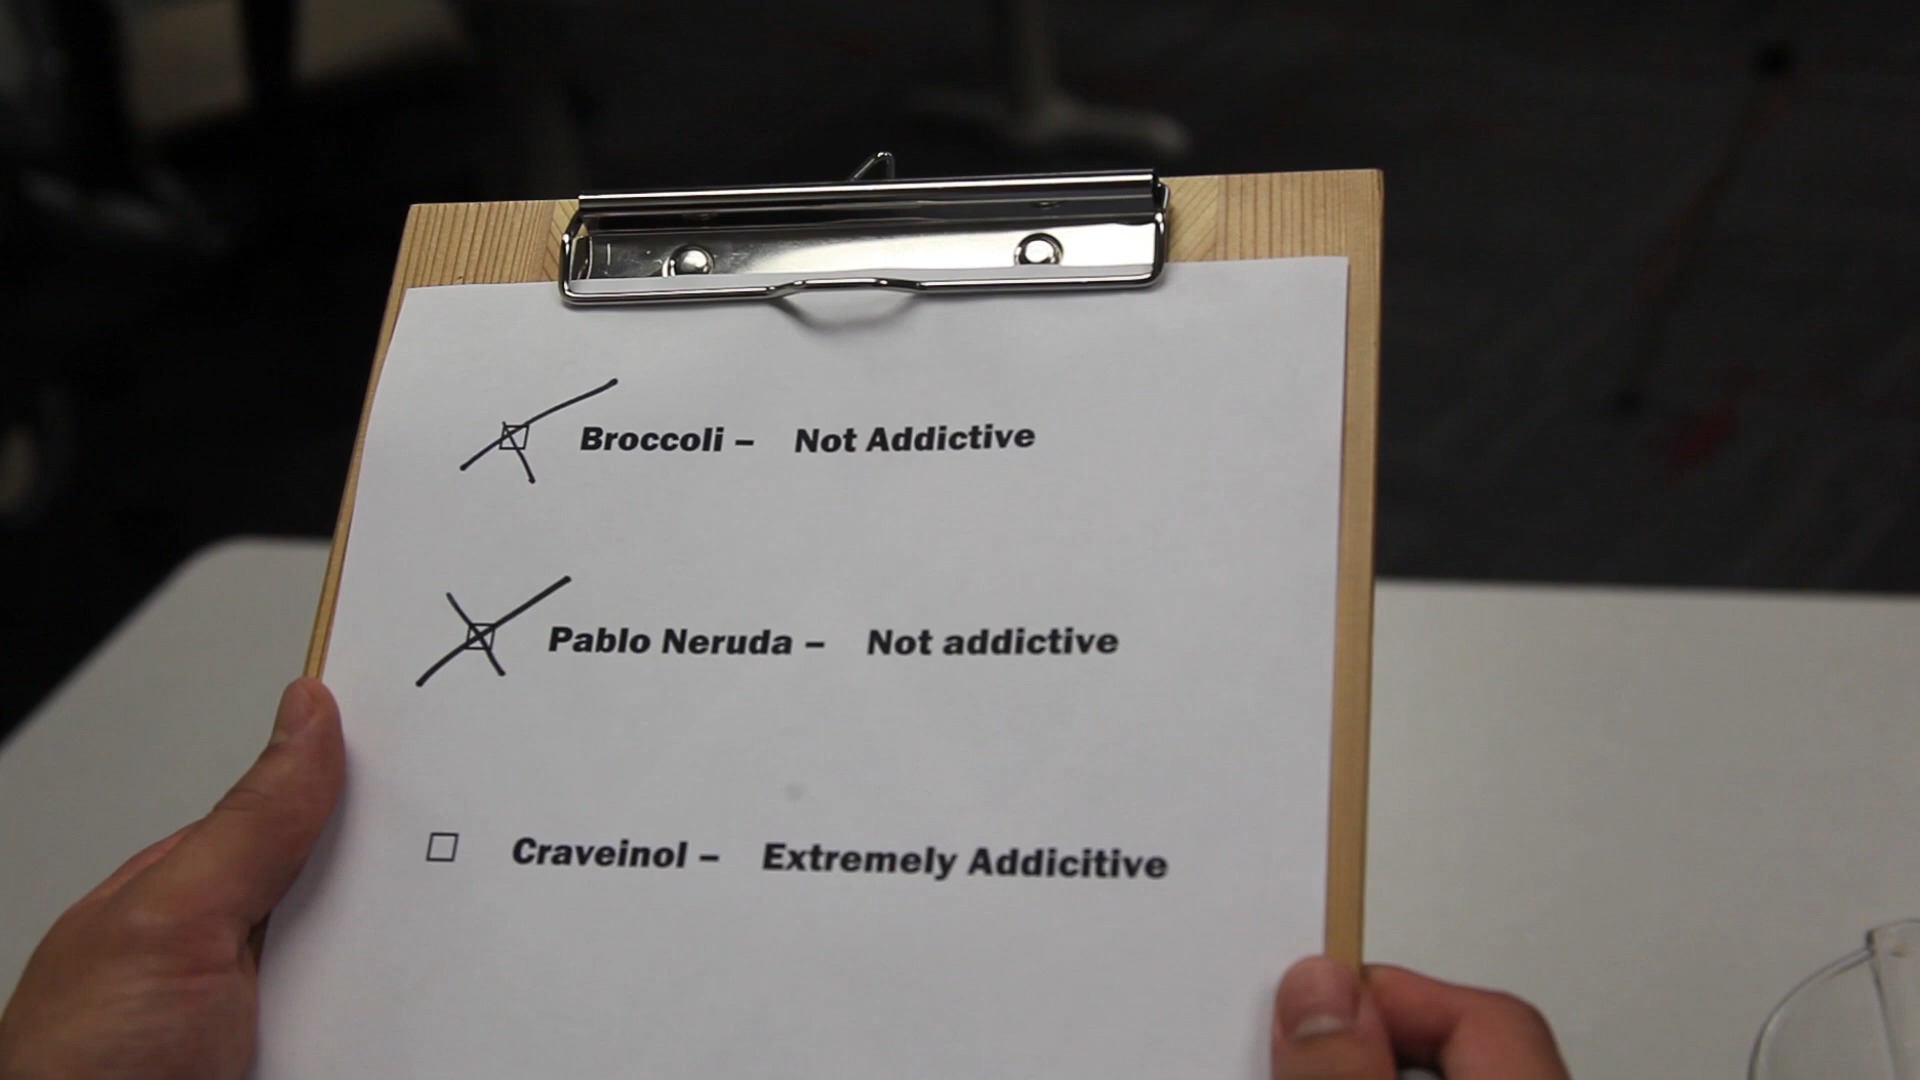 Broccoli – Not Addictive
Pablo Neruda – Not addictive
Craveinol – Extremely Addicitive